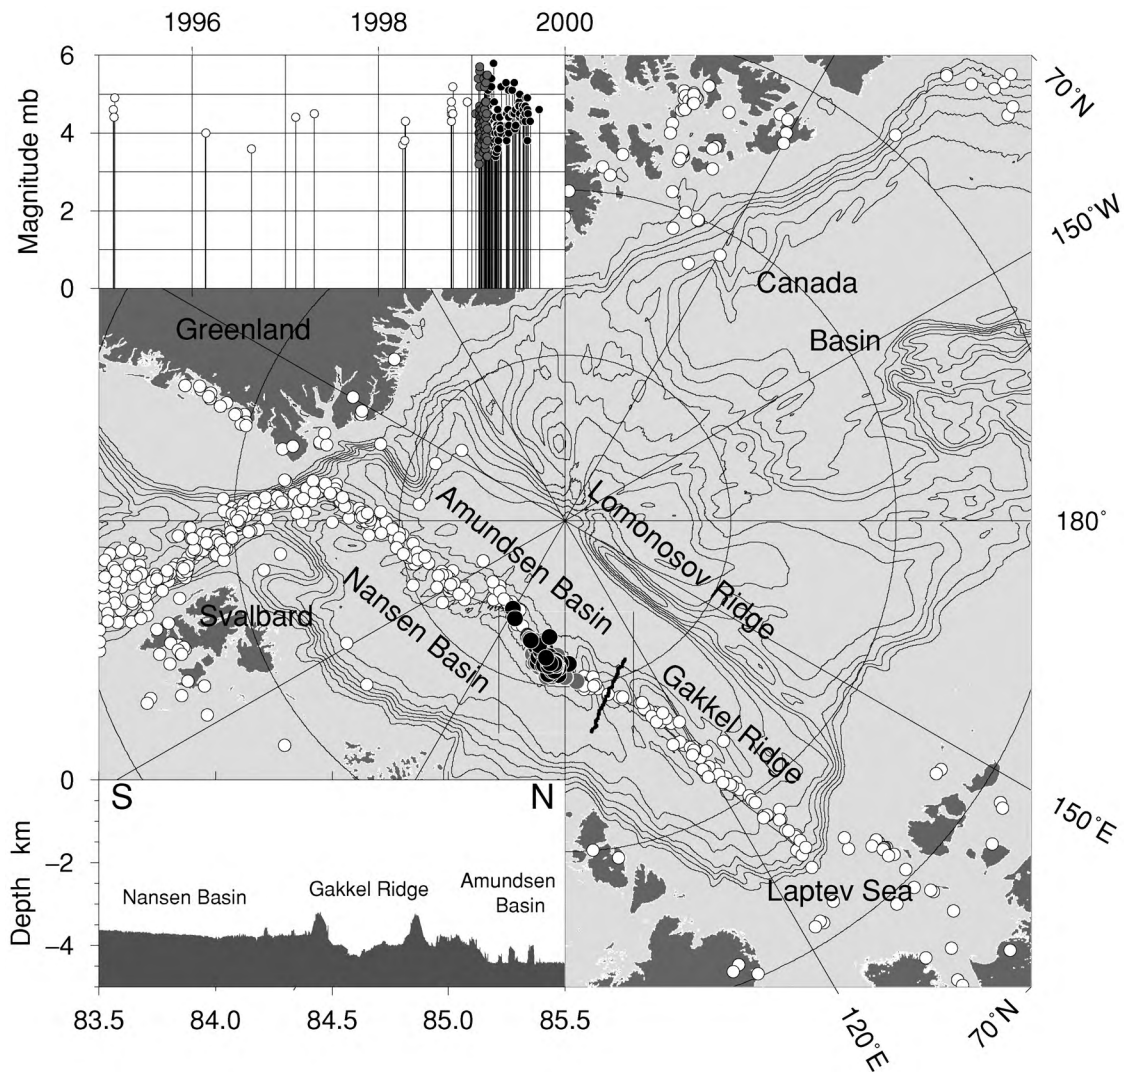 1996 1998 2000
6
4
2
0
Magnitude mb
70°N
150°W
Canada
Basin
Greenland
180°
Lomonosov Ridge
Amundsen Basin
Nansen Basin
Svalbard
Gakkel Ridge
150°E
Laptev Sea
120°E
70°N
0
−2
−4
Depth km
S N
Nansen Basin
Gakkel Ridge
Amundsen
Basin
83.5 84.0 84.5 85.0 85.5